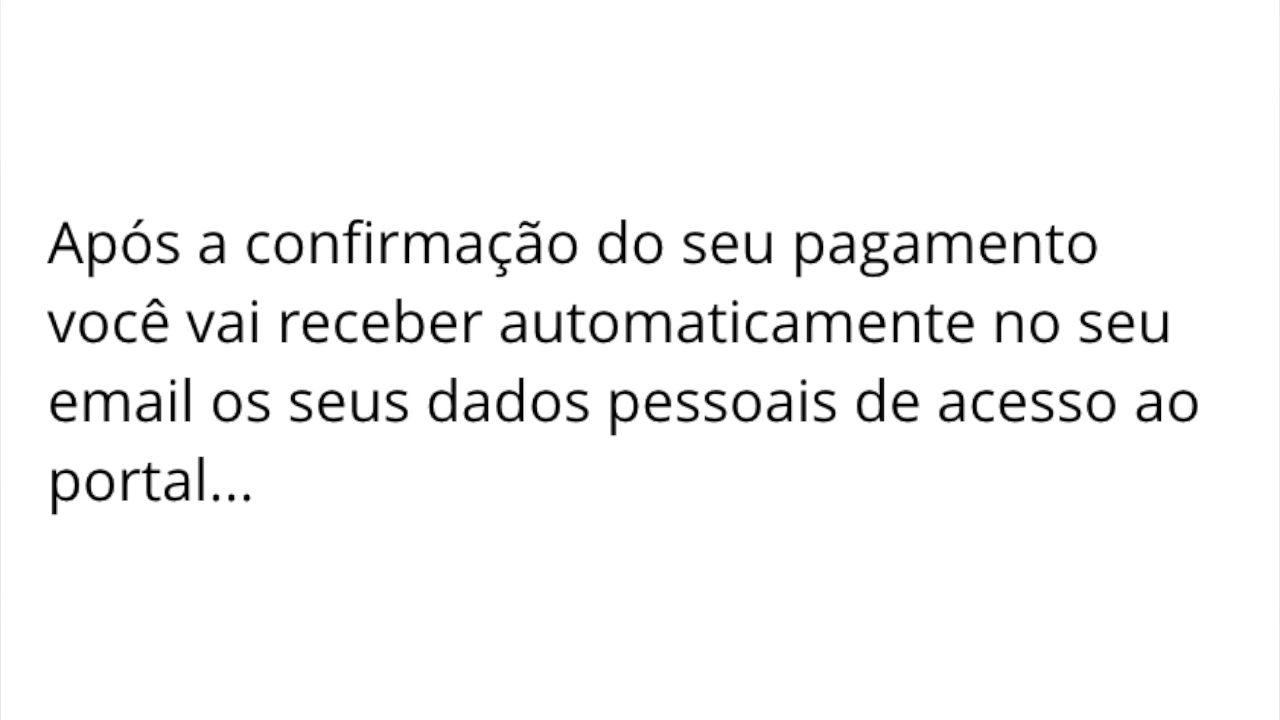 Após a confirmação do seu pagamento
você vai receber automaticamente no seu
email os seus dados pessoais de acesso ao
portal...